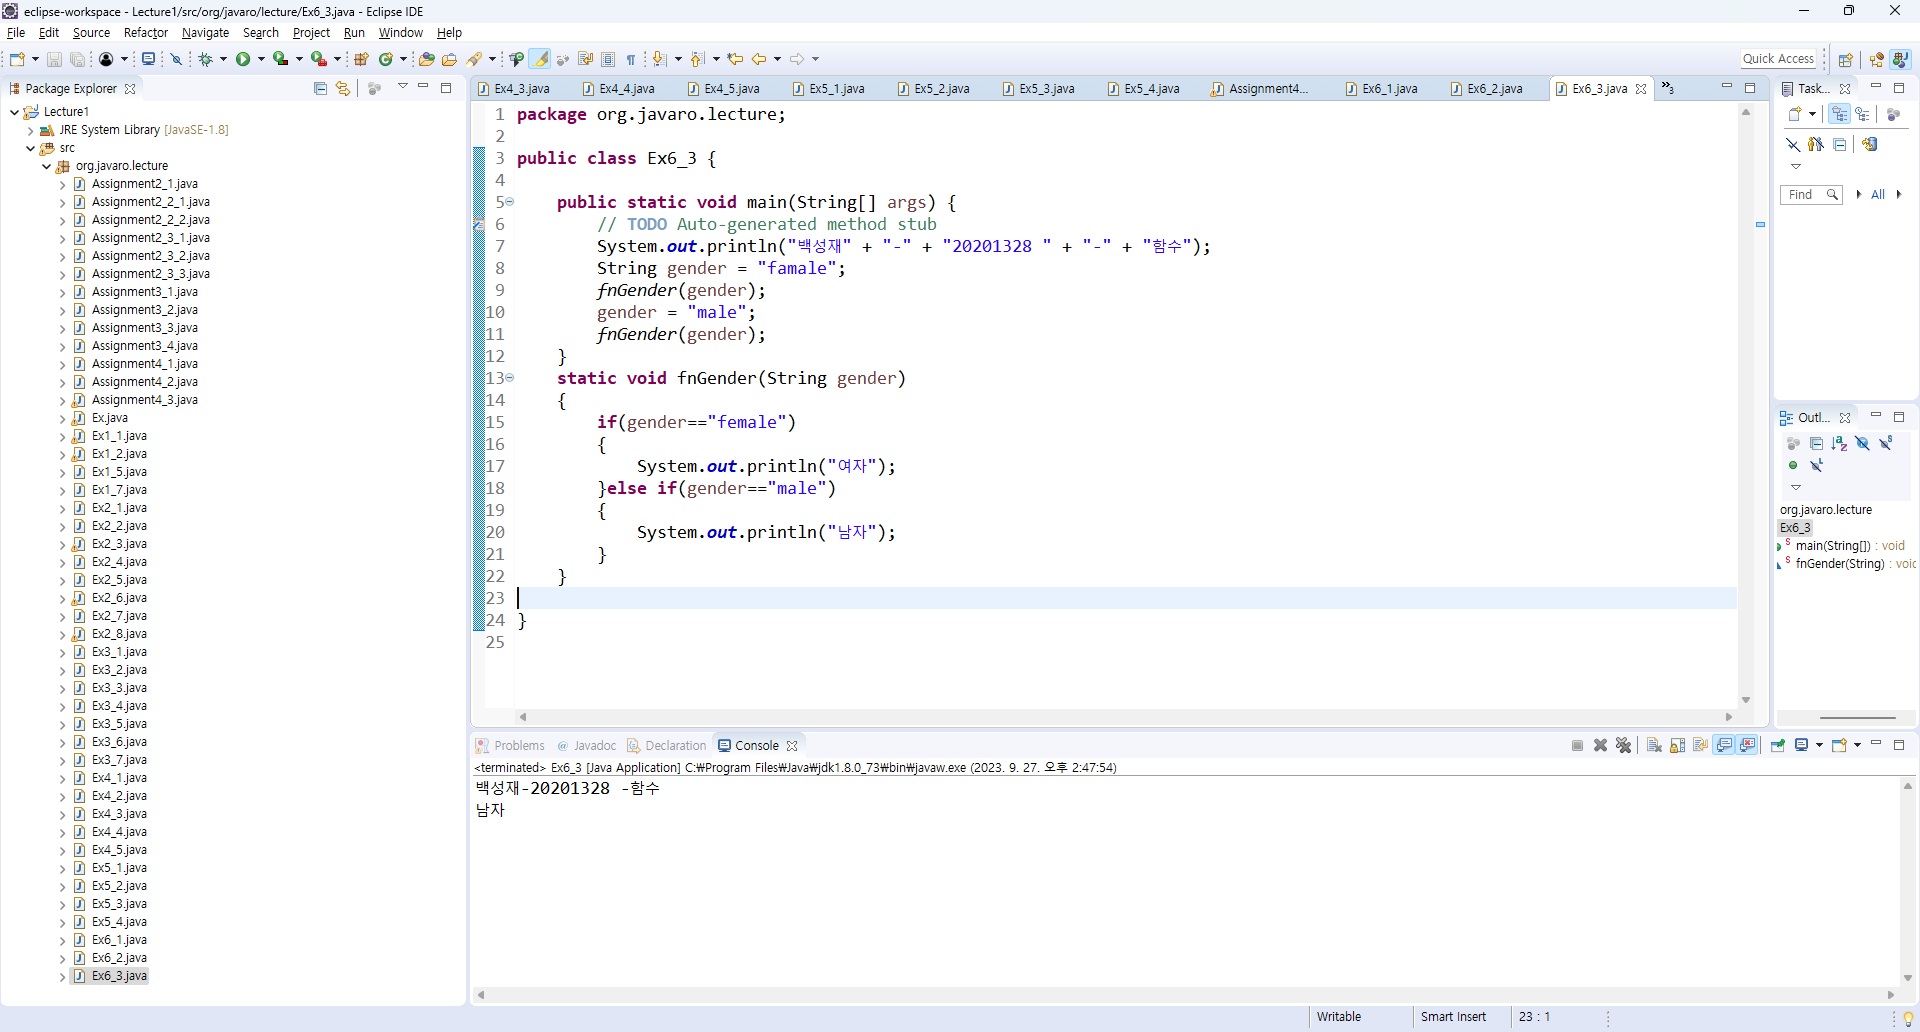 eclipse-workspace - Lecture1/src/org/javaro/lecture/Ex6_3.java - Eclipse IDE
File Edit Source Refactor Navigate Search Project Run Window Help
Quick Access
Package Explorer
Lecture1
JRE System Library [JavaSE-1.8]
src
org.javaro.lecture
Assignment2_1.java
Assignment2_2_1.java
Assignment2_2_2.java
Assignment2_3_1.java
Assignment2_3_2.java
Assignment2_3_3.java
Assignment3_1.java
Assignment3_2.java
Assignment3_3.java
Assignment3_4.java
Assignment4_1.java
Assignment4_2.java
Assignment4_3.java
Ex.java
Ex1_1.java
Ex1_2.java
Ex1_5.java
Ex1_7.java
Ex2_1.java
Ex2_2.java
Ex2_3.java
Ex2_4.java
Ex2_5.java
Ex2_6.java
Ex2_7.java
Ex2_8.java
Ex3_1.java
Ex3_2.java
Ex3_3.java
Ex3_4.java
Ex3_5.java
Ex3_6.java
Ex3_7.java
Ex4_1.java
Ex4_2.java
Ex4_3.java
Ex4_4.java
Ex4_5.java
Ex5_1.java
Ex5_2.java
Ex5_3.java
Ex5_4.java
Ex6_1.java
Ex6_2.java
Ex6_3.java
Ex4_3.java Ex4_4.java Ex4_5.java Ex5_1.java Ex5_2.java Ex5_3.java Ex5_4.java Assignment4... Ex6_1.java Ex6_2.java Ex6_3.java »3
1 package org.javaro.lecture;
2
3 public class Ex6_3 {
4
5 public static void main(String[] args) {
6 // TODO Auto-generated method stub
7 System.out.println("백성재" + "-" + "20201328 " + "-" + "함수");
8 String gender = "famale";
9 fnGender(gender);
10 gender = "male";
11 fnGender(gender);
12 }
13 static void fnGender(String gender)
14 {
15 if(gender=="female")
16 {
17 System.out.println("여자");
18 }else if(gender=="male")
19 {
20 System.out.println("남자");
21 }
22 }
23
24 }
25
Task...
Find All
Outl...
org.javaro.lecture
Ex6_3
main(String[]) : void
fnGender(String) : voic
Problems Javadoc Declaration Console
<terminated> Ex6_3 [Java Application] C:₩Program Files₩Java₩jdk1.8.0_73₩bin₩javaw.exe (2023. 9. 27. 오후 2:47:54)
백성재-20201328 -함수
남자
Writable Smart Insert 23 : 1